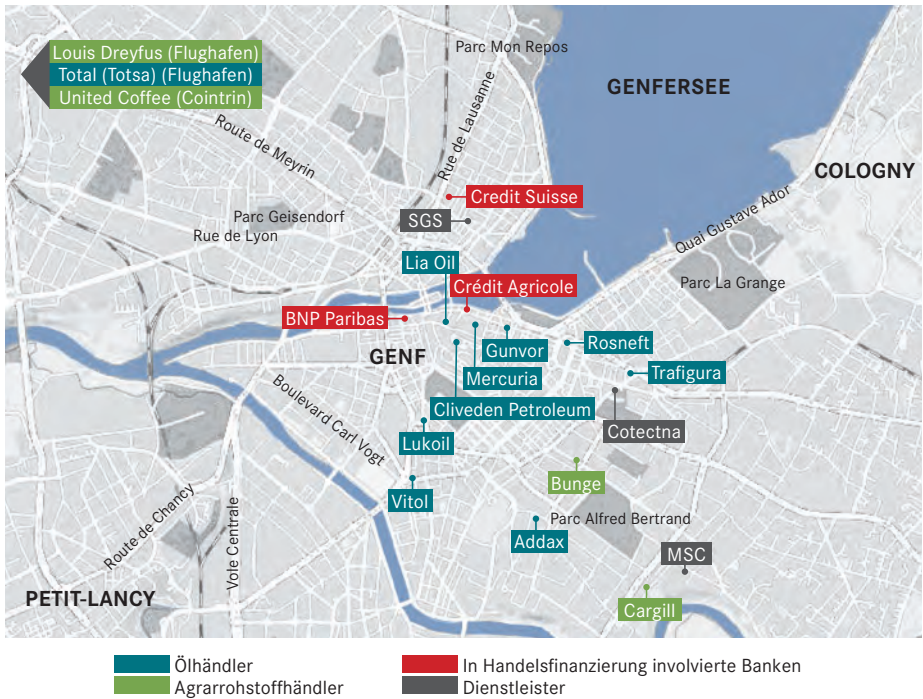 Louis Dreyfus (Flughafen)
Total (Totsa) (Flughafen)
United Coffee (Cointrin)
Parc Mon Repos
GENFERSEE
Route de Meyrin
Rue de Lausanne
COLOGNY
Credit Suisse
SGS
Parc Geisendorf
Rue de Lyon
Quai Gustave Ador
Lia Oil
Parc La Grange
Crédit Agricole
BNP Paribas
GENF
Gunvor
Rosneft
Mercuria
Trafigura
Boulevard Carl Vogt
Cliveden Petroleum
Lukoil
Cotectna
Bunge
Vitol
Route de Chancy
Voie Centrale
Parc Alfred Bertrand
Addax
MSC
PETIT-LANCY
Cargill
Ölhändler
In Handelsfinanzierung involvierte Banken
Agrarrohstoffhändler
Dienstleister